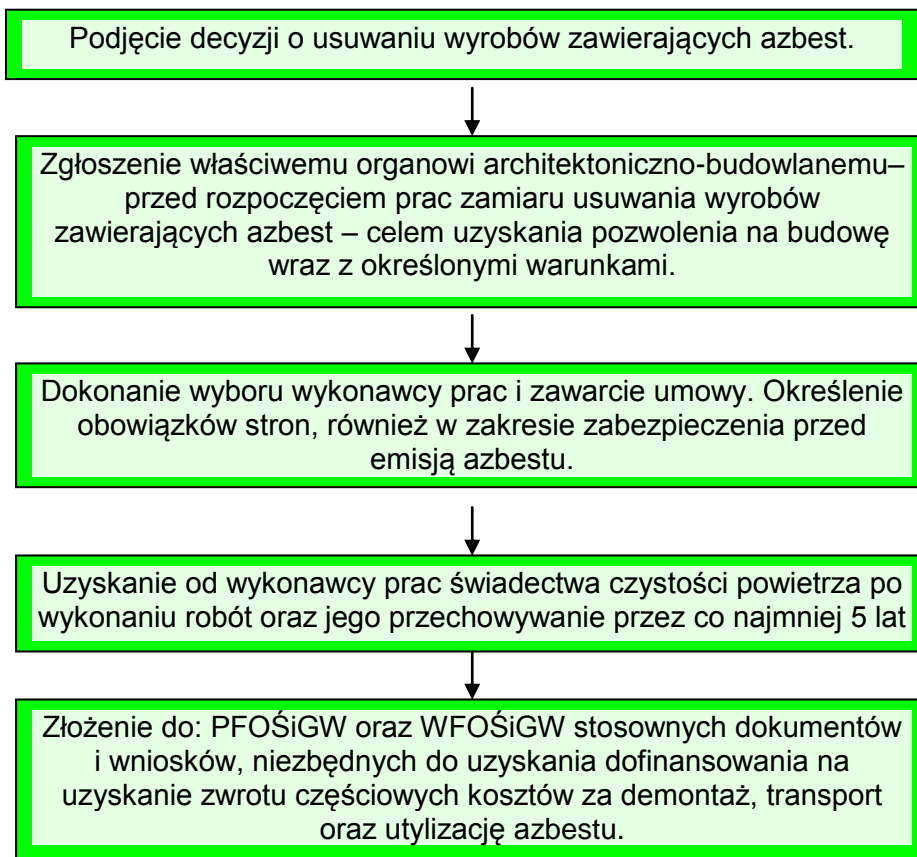 Podjęcie decyzji o usuwaniu wyrobów zawierających azbest.
Zgłoszenie właściwemu organowi architektoniczno-budowlanemu–
przed rozpoczęciem prac zamiaru usuwania wyrobów
zawierających azbest – celem uzyskania pozwolenia na budowę
wraz z określonymi warunkami.
Dokonanie wyboru wykonawcy prac i zawarcie umowy. Określenie
obowiązków stron, również w zakresie zabezpieczenia przed
emisją azbestu.
Uzyskanie od wykonawcy prac świadectwa czystości powietrza po
wykonaniu robót oraz jego przechowywanie przez co najmniej 5 lat
Złożenie do: PFOŚiGW oraz WFOŚiGW stosownych dokumentów
i wniosków, niezbędnych do uzyskania dofinansowania na
uzyskanie zwrotu częściowych kosztów za demontaż, transport
oraz utylizację azbestu.